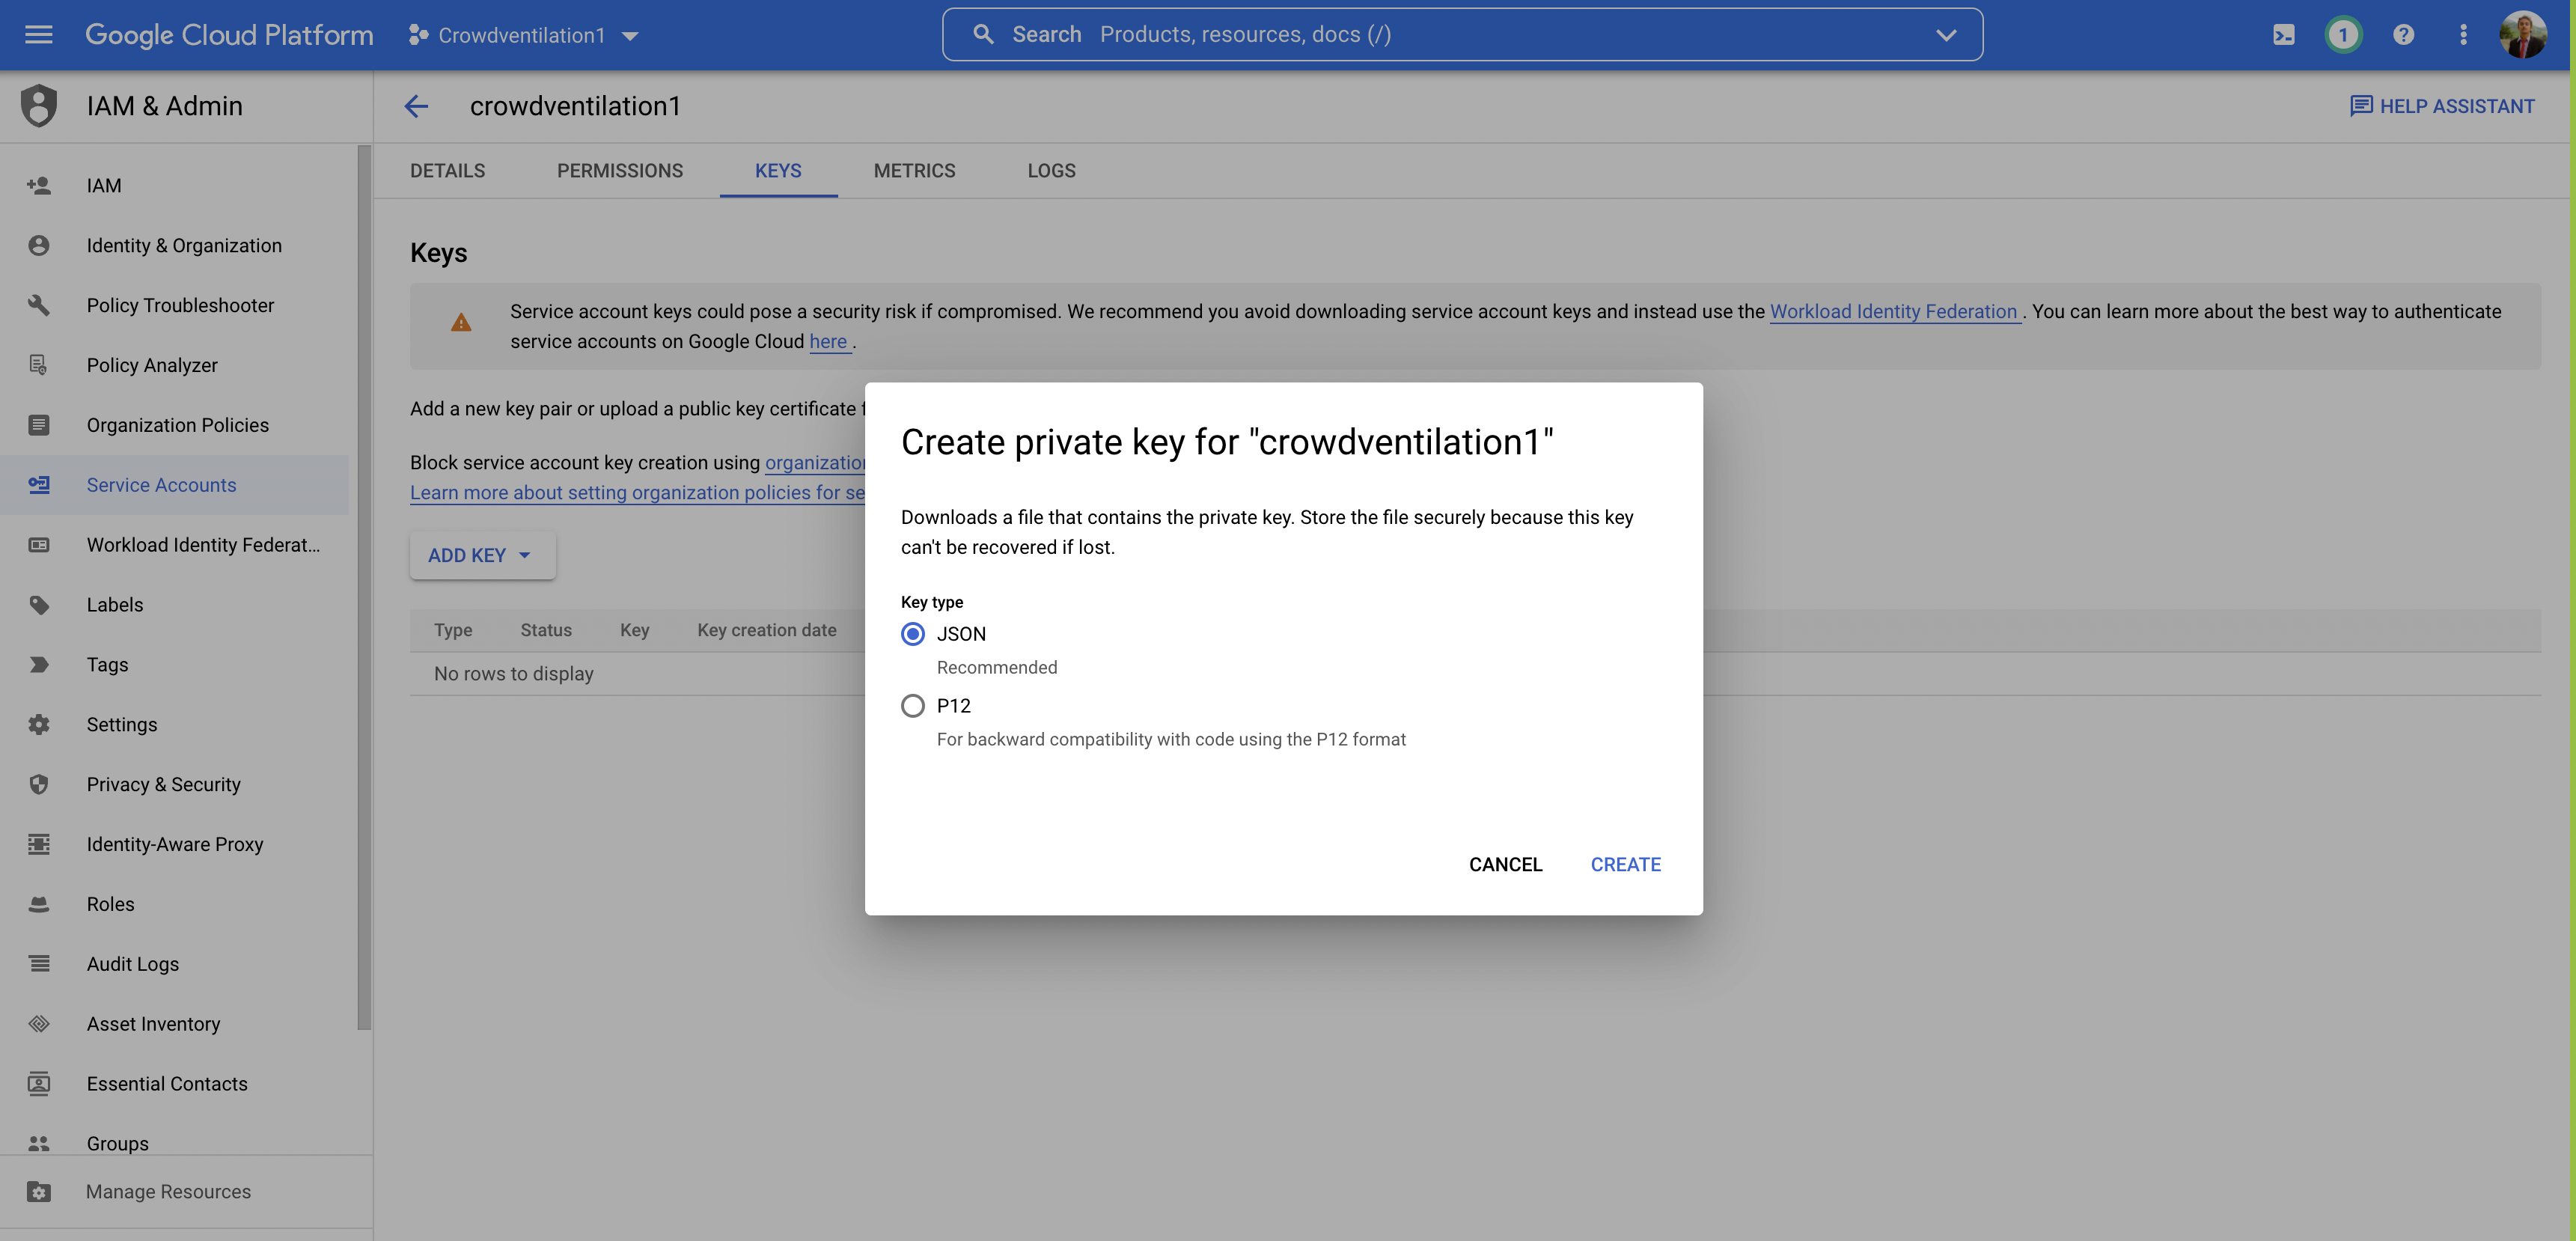 Google Cloud Platform
Crowdventilation1
Search Products, resources, docs (/)
1
IAM & Admin
crowdventilation1
HELP ASSISTANT
IAM
Identity & Organization
Policy Troubleshooter
Policy Analyzer
Organization Policies
Service Accounts
Workload Identity Federat...
Labels
Tags
Settings
Privacy & Security
Identity-Aware Proxy
Roles
Audit Logs
Asset Inventory
Essential Contacts
Groups
Manage Resources
DETAILS
PERMISSIONS
KEYS
METRICS
LOGS
Keys
Service account keys could pose a security risk if compromised. We recommend you avoid downloading service account keys and instead use the Workload Identity Federation . You can learn more about the best way to authenticate
service accounts on Google Cloud here .
Add a new key pair or upload a public key certificate
Block service account key creation using
Learn more about setting organization policies for
ADD KEY
Type Status Key Key creation date
No rows to display
Create private key for "crowdventilation1"
Downloads a file that contains the private key. Store the file securely because this key
can't be recovered if lost.
Key type
JSON
Recommended
P12
For backward compatibility with code using the P12 format
CANCEL
CREATE